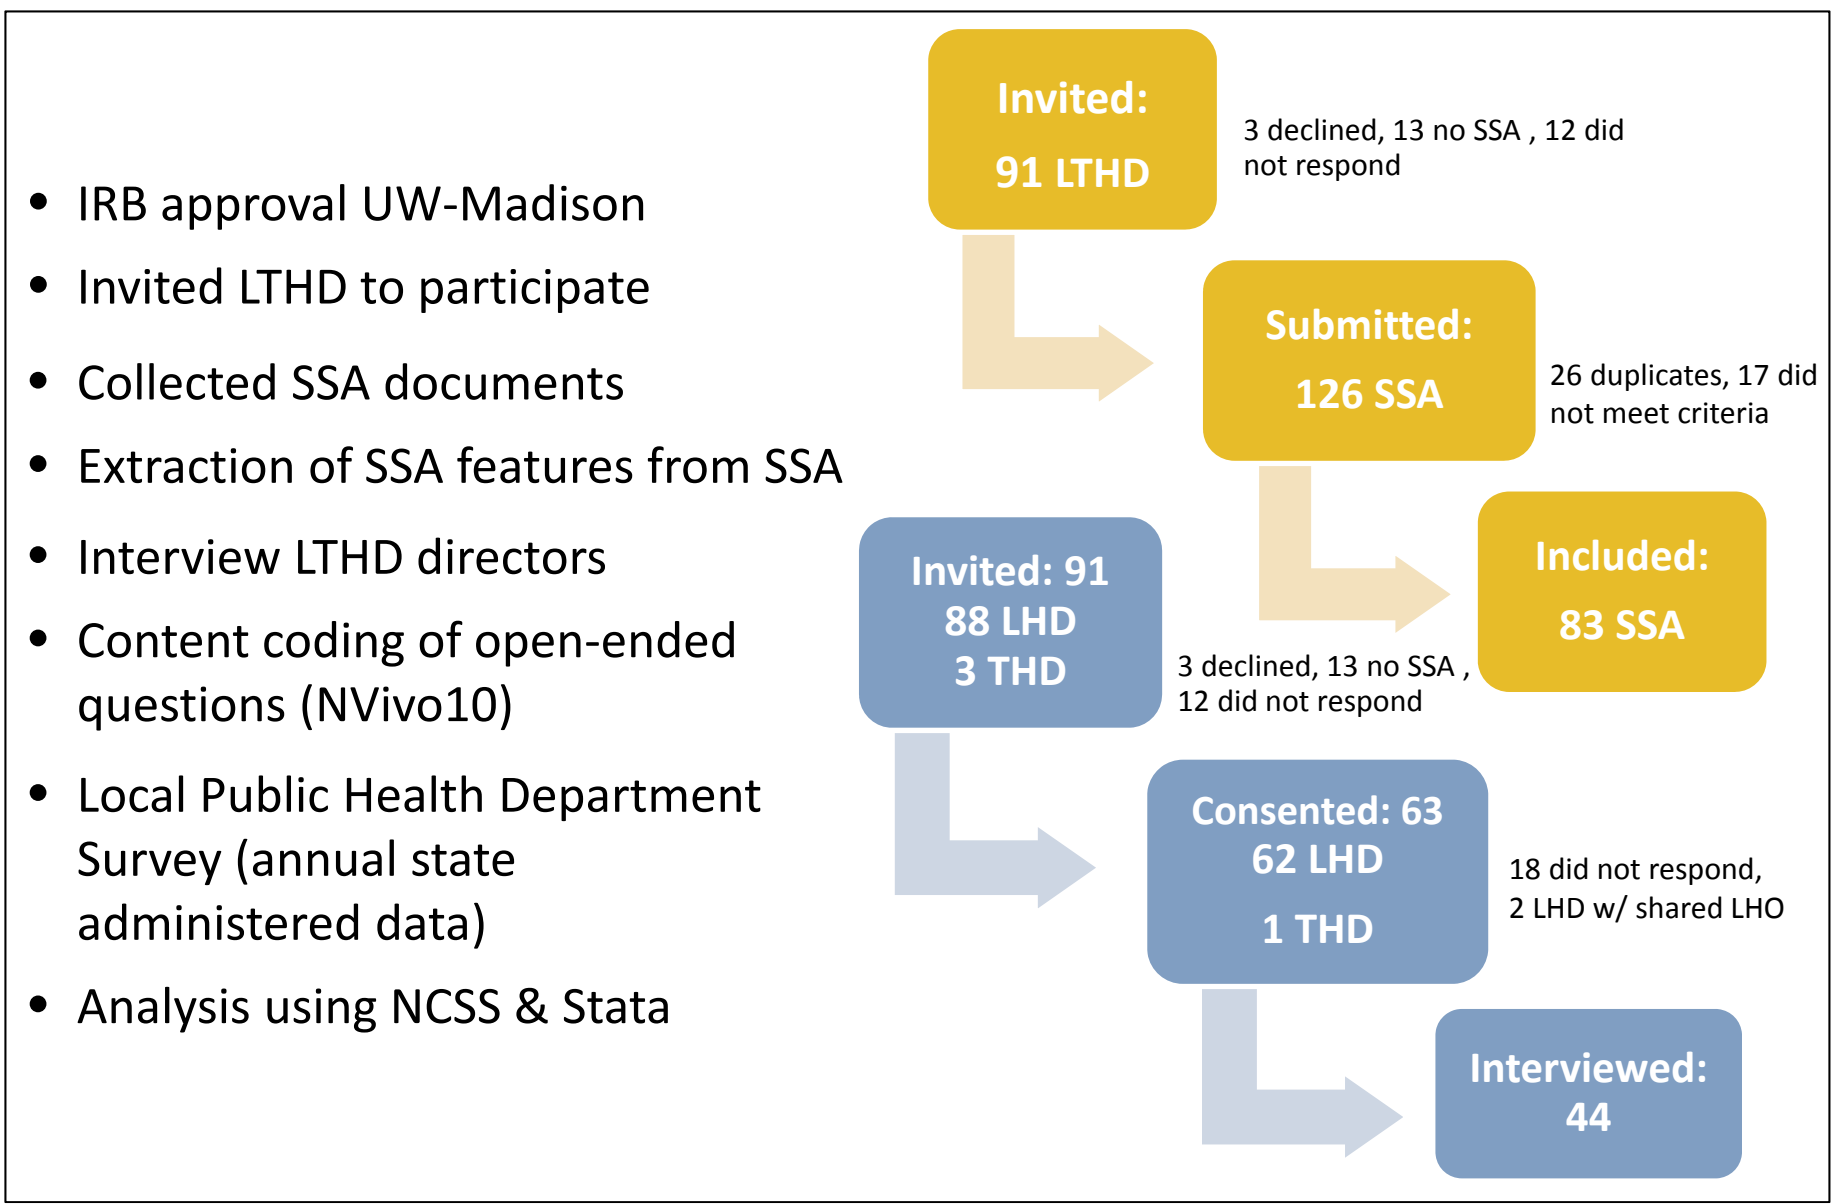 • IRB approval UW-Madison
• Invited LTHD to participate
• Collected SSA documents
• Extraction of SSA features from SSA
• Interview LTHD directors
• Content coding of open-ended
questions (NVivo10)
• Local Public Health Department
Survey (annual state
administered data)
• Analysis using NCSS & Stata
Invited:
91 LTHD
3 declined, 13 no SSA , 12 did
not respond
Submitted:
126 SSA
26 duplicates, 17 did
not meet criteria
Included:
83 SSA
Invited: 91
88 LHD
3 THD
3 declined, 13 no SSA ,
12 did not respond
Consented: 63
62 LHD
1 THD
18 did not respond,
2 LHD w/ shared LHO
Interviewed:
44